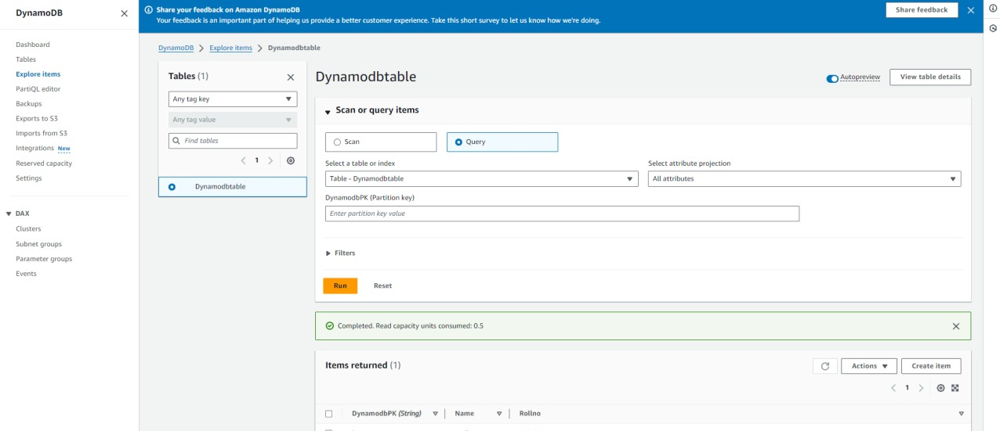 DynamoDB
Share your feedback on Amazon DynamoDB
Your feedback is an important part of helping us provide a better customer experience. Take this short survey to let us know how we're doing.
Share feedback
Dashboard
Tables
Explore items
PartiQL editor
Backups
Exports to S3
Imports from S3
Integrations New
Reserved capacity
Settings
DAX
Clusters
Subnet groups
Parameter groups
Events
DynamoDB > Explore items > Dynamodbtable
Tables (1)
Any tag key
Any tag value
Find tables
1
Dynamodbtable
Dynamodbtable
Autopreview
View table details
Scan or query items
Scan
Query
Select a table or index
Table - Dynamodbtable
Select attribute projection
All attributes
DynamodbPK (Partition key)
Enter partition key value
Filters
Run
Reset
Completed. Read capacity units consumed: 0.5
Items returned (1)
Actions
Create item
1
DynamodbPK (String)
Name
Rollno